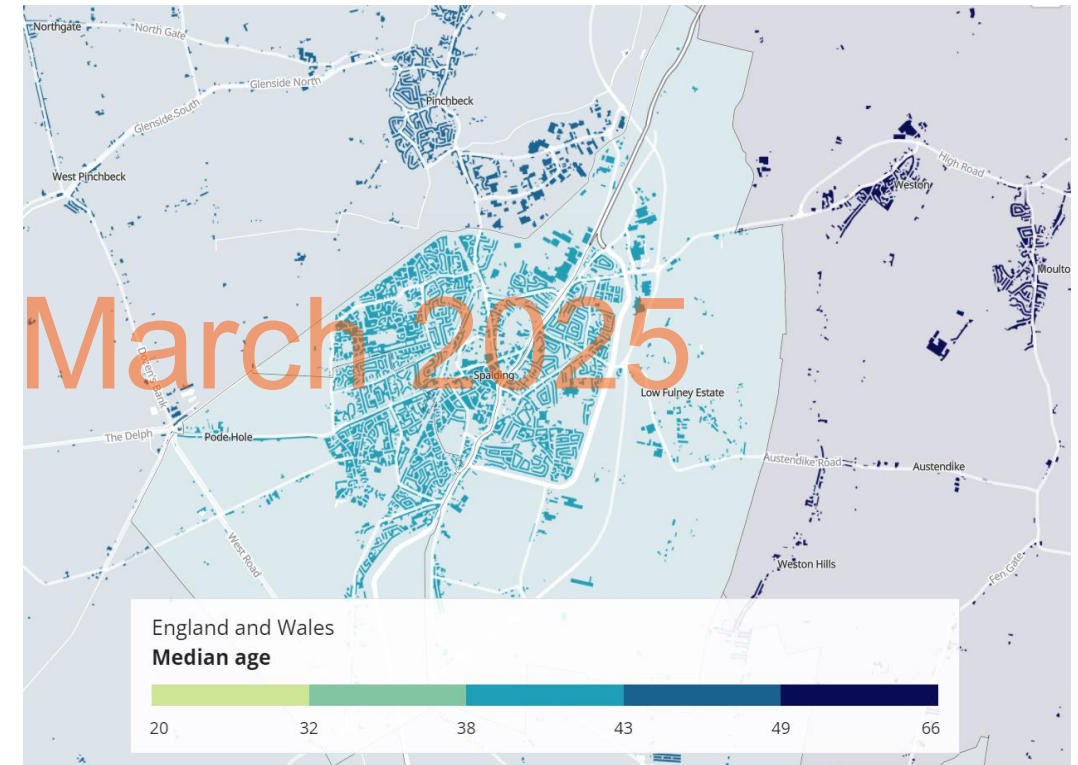 Northgate
North Gate
Glenside North
Pinchbeck
Glenside South
High Road
West Pinchbeck
Weston
Moulto
March 2025
Dozen's Bank
Spalding
Low Fulney Estate
The Delph
Pode Hole
Austendike Road
Austendike
West Road
Weston Hills
Fen Gate
England and Wales
Median age
20 32 38 43 49 66